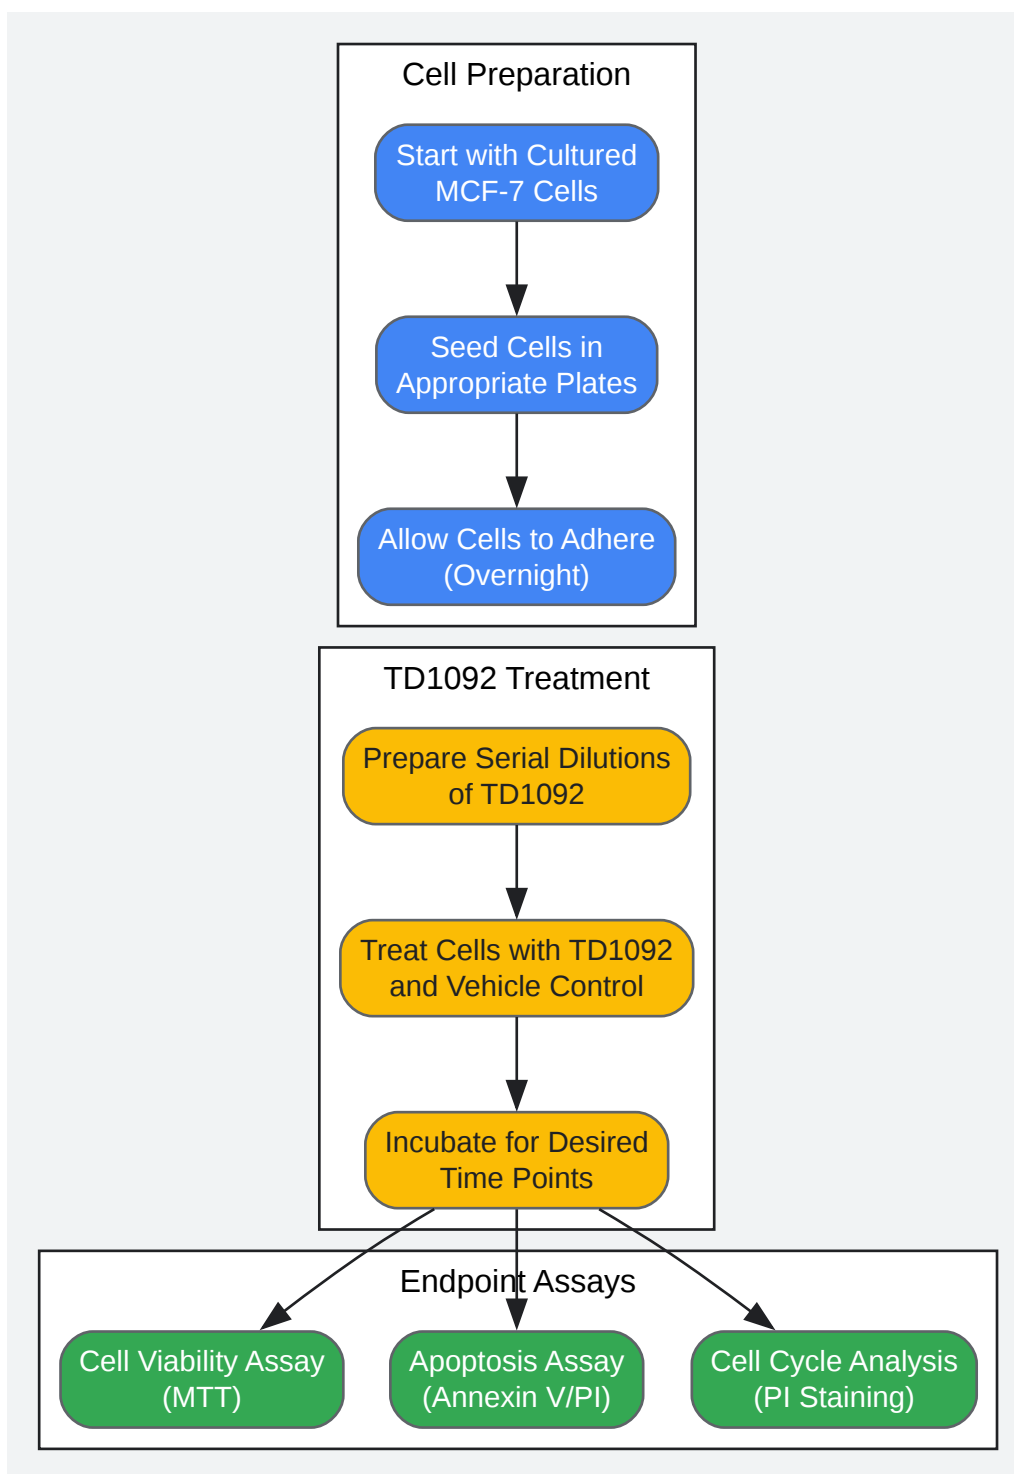 Cell Preparation
Start with Cultured
MCF-7 Cells
Seed Cells in
Appropriate Plates
Allow Cells to Adhere
(Overnight)
TD1092 Treatment
Prepare Serial Dilutions
of TD1092
Treat Cells with TD1092
and Vehicle Control
Incubate for Desired
Time Points
Endpoint Assays
Cell Viability Assay
(MTT)
Apoptosis Assay
(Annexin V/PI)
Cell Cycle Analysis
(PI Staining)